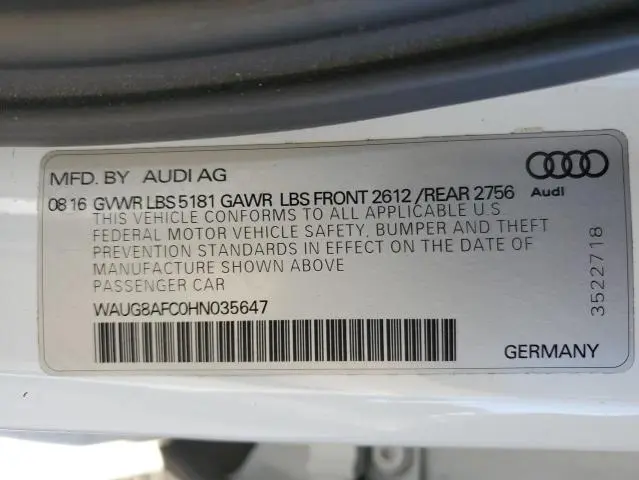 MFD. BY AUDI AG
08 16 GVWR LBS 5181 GAWR LBS FRONT 2612 /REAR 2756
THIS VEHICLE CONFORMS TO ALL APPLICABLE U.S
FEDERAL MOTOR VEHICLE SAFETY, BUMPER AND THEFT
PREVENTION STANDARDS IN EFFECT ON THE DATE OF
MANUFACTURE SHOWN ABOVE
PASSENGER CAR
WAUG8AFC0HN035647
Audi
3522718
GERMANY